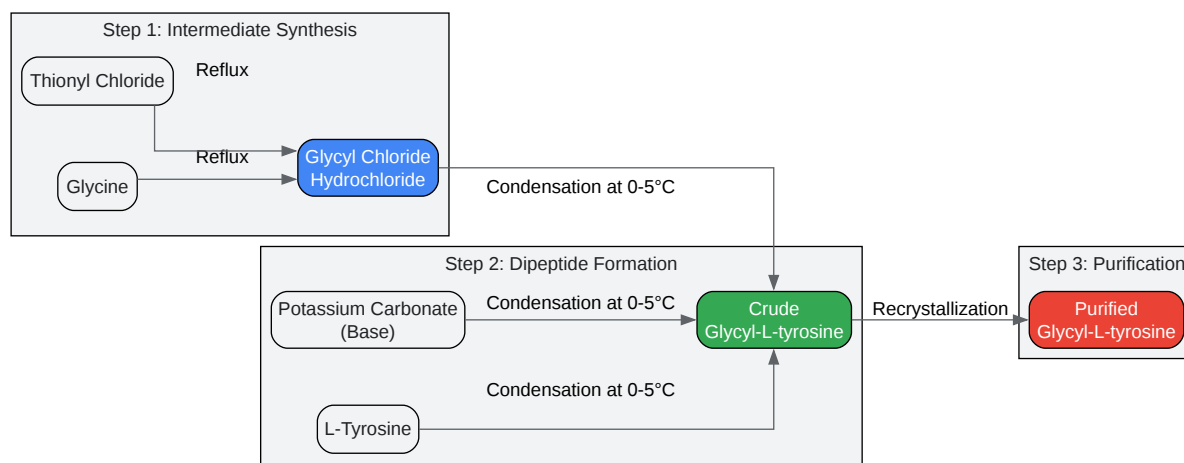 Step 1: Intermediate Synthesis
Thionyl Chloride
Reflux
Reflux
Glycine
Glycyl Chloride
Hydrochloride
Condensation at 0-5°C
Step 2: Dipeptide Formation
Potassium Carbonate
(Base)
Condensation at 0-5°C
Crude
Glycyl-L-tyrosine
Condensation at 0-5°C
L-Tyrosine
Recrystallization
Step 3: Purification
Purified
Glycyl-L-tyrosine